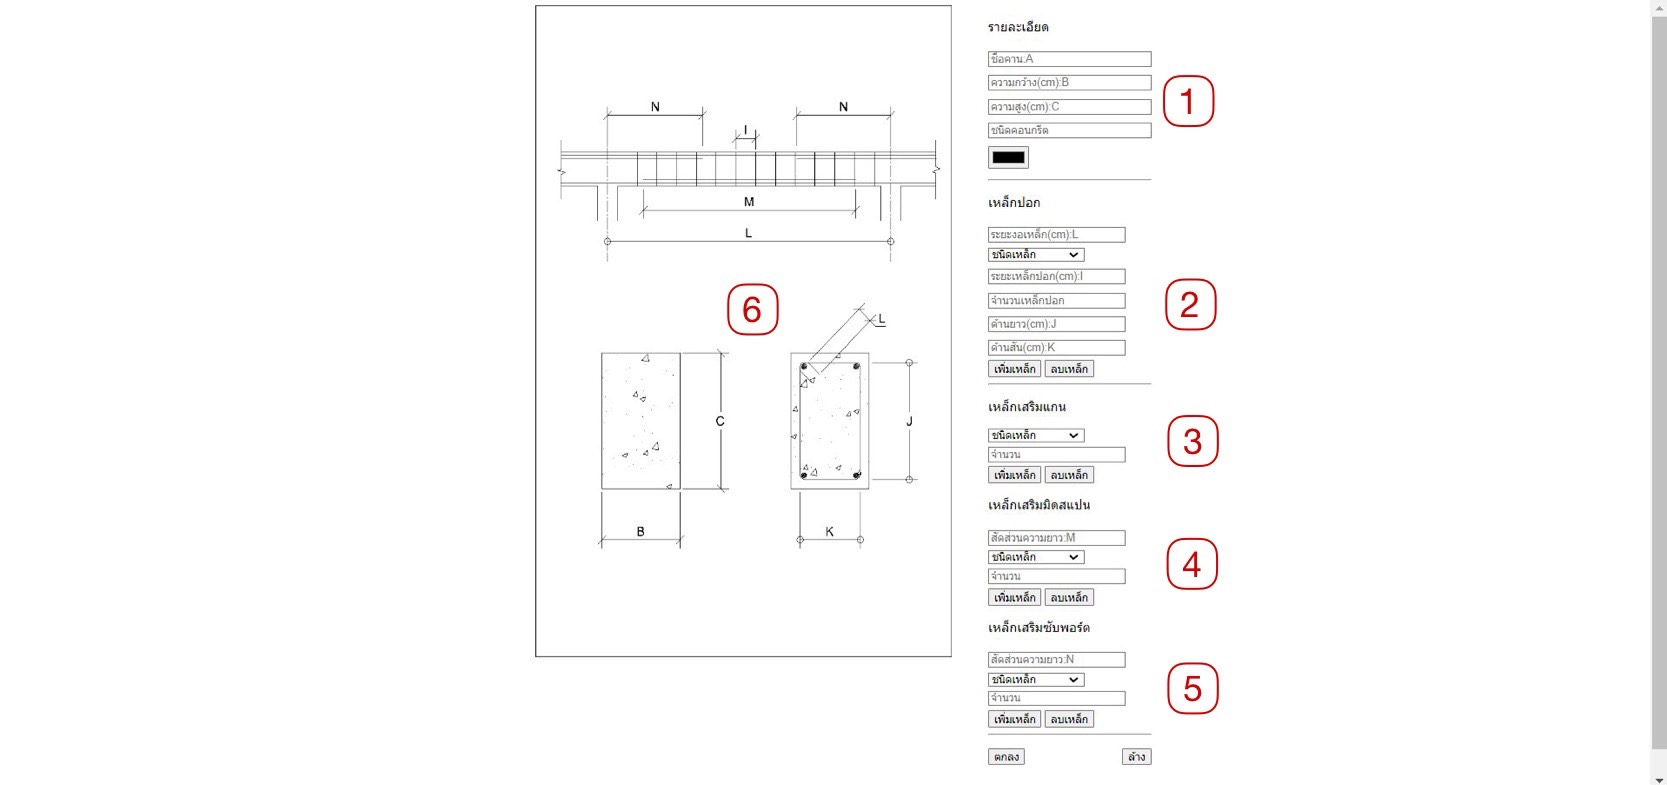 N
N
I
M
L
6
L
C
J
B
K
รายละเอียด
ชื่อคาน:A
ความกว้าง(cm):B
ความสูง(cm):C
ชนิดคอนกรีต
1
เหล็กปอก
ระยะงอเหล็ก(cm):L
ชนิดเหล็ก
ระยะเหล็กปอก(cm):I
จำนวนเหล็กปอก
ด้านยาว(cm):J
ด้านสั้น(cm):K
เพิ่มเหล็ก ลบเหล็ก
2
เหล็กเสริมแกน
ชนิดเหล็ก
จำนวน
เพิ่มเหล็ก ลบเหล็ก
3
เหล็กเสริมมิดสแปน
สัดส่วนความยาว:M
ชนิดเหล็ก
จำนวน
เพิ่มเหล็ก ลบเหล็ก
4
เหล็กเสริมซัพพอร์ต
สัดส่วนความยาว:N
ชนิดเหล็ก
จำนวน
เพิ่มเหล็ก ลบเหล็ก
5
ตกลง ล้าง